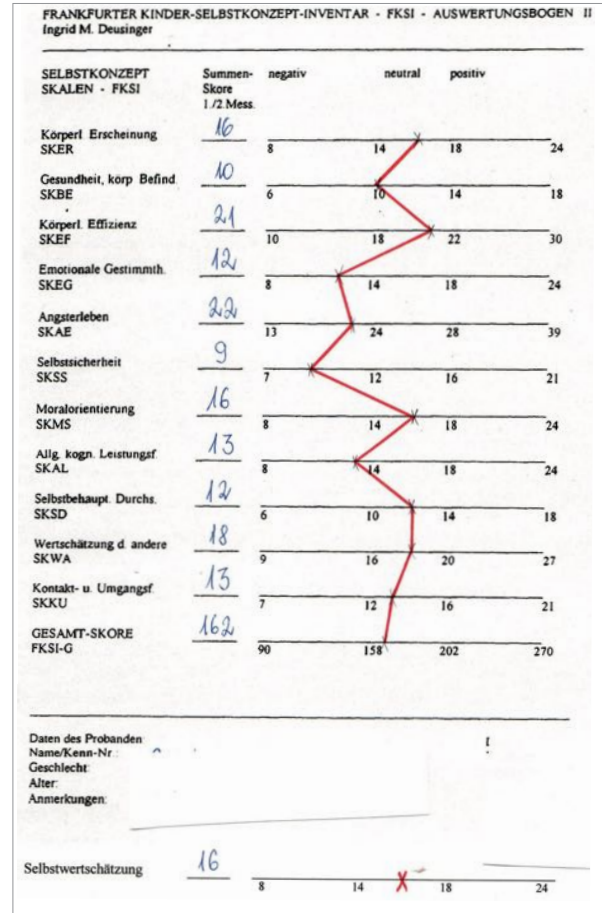 FRANKFURTER KINDER-SELBSTKONZEPT-INVENTAR - FKSI - AUSWERTUNGSBOGEN II
Ingrid M. Deusinger
SELBSTKONZEPT Summen- negativ neutral positiv
SKALEN - FKSI Skore
1./2 Mess.
Körperl Erscheinung 16
SKER 8 14 18 24
Gesundheit, körp Befind 10
SKBE 6 10 14 18
Körperl. Effizienz 21
SKEF 10 18 22 30
Emotionale Gestimmth. 12
SKEG 8 14 18 24
Angsterleben 22
SKAE 13 24 28 39
Selbstsicherheit 9
SKSS 7 12 16 21
Moralorientierung 16
SKMS 8 14 18 24
Allg. kogn. Leistungsf. 13
SKAL 8 14 18 24
Selbstbehaupt. Durchs. 12
SKSD 6 10 14 18
Wertschätzung d. andere 18
SKWA 9 16 20 27
Kontakt- u. Umgangsf. 13
SKKU 7 12 16 21
GESAMT-SKORE 162
FKSI-G 90 158 202 270
Daten des Probanden:
Name/Kenn-Nr.:
Geschlecht:
Alter:
Anmerkungen:
Selbstwertschätzung 16
8 14 18 24